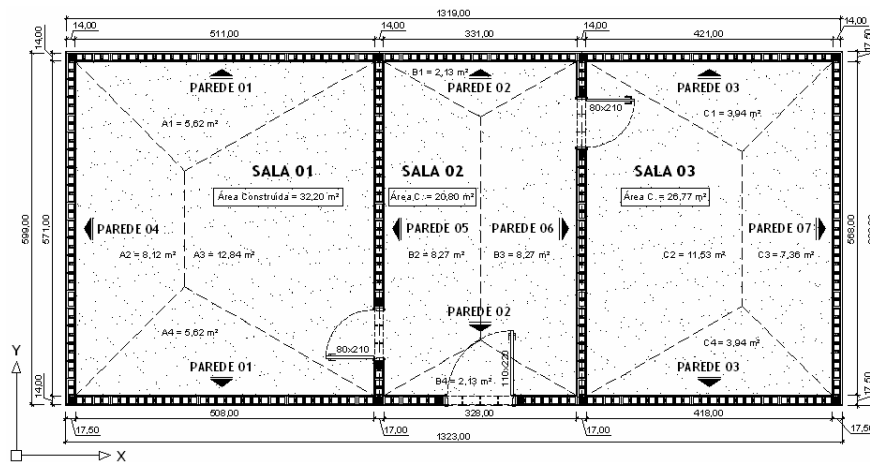 1319,00
14,00 14,00 14,00 14,00
511,00 331,00 421,00
14,00 17,50
PAREDE 01
B1 = 2,13 m²
PAREDE 02
PAREDE 03
80x210
A1 = 5,62 m²
C1 = 3,94 m²
SALA 01 SALA 02 SALA 03
Área Construida = 32,20 m² Área C. = 20,80 m² Área C. = 26,77 m²
599,00 571,00
PAREDE 04 PAREDE 05 PAREDE 06 PAREDE 07
568,00
A2 = 8,12 m² A3 = 12,84 m² B2 = 8,27 m² B3 = 8,27 m² C2 = 11,53 m² C3 = 7,36 m²
PAREDE 02
A4 = 5,62 m²
80x210
C4 = 3,94 m²
110x220
PAREDE 01
B4 = 2,13 m²
PAREDE 03
Y
14,00 17,50
508,00 328,00 418,00
17,50 17,00 17,00 17,50
1323,00
X